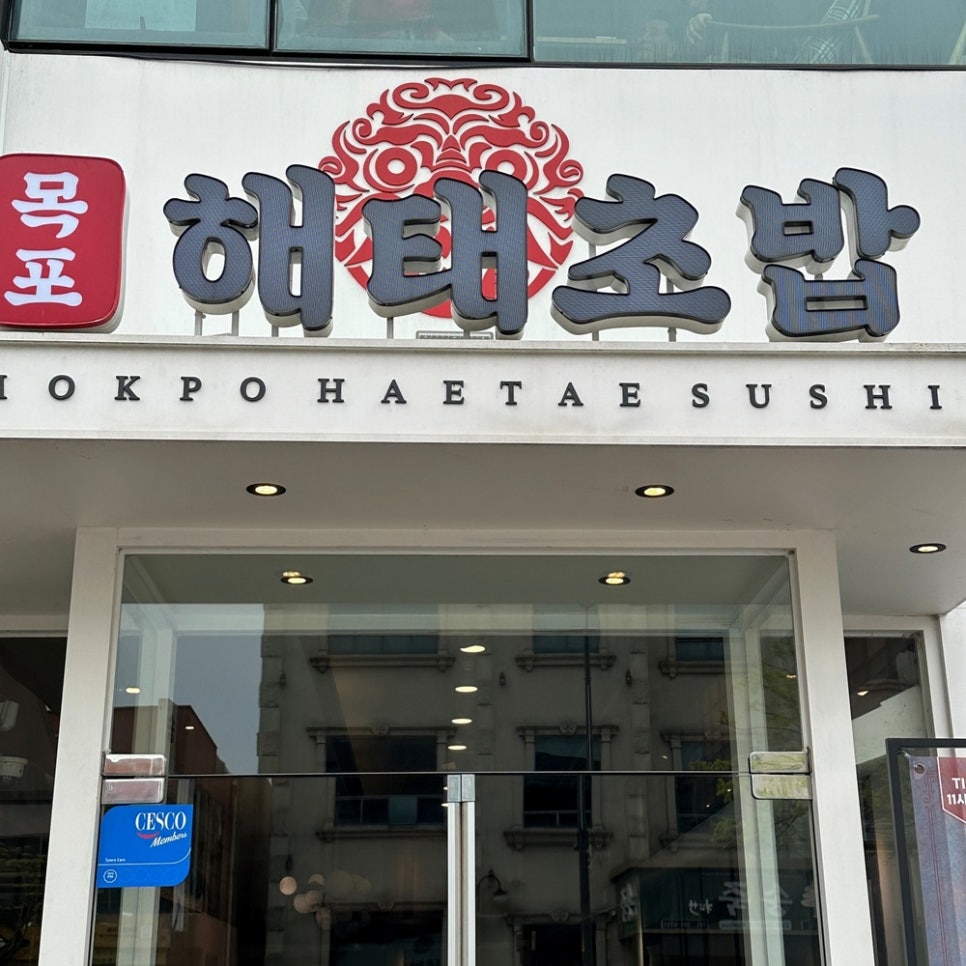 목포
해태초밥
MOKPO HAETAE SUSHI
CESCO
Members